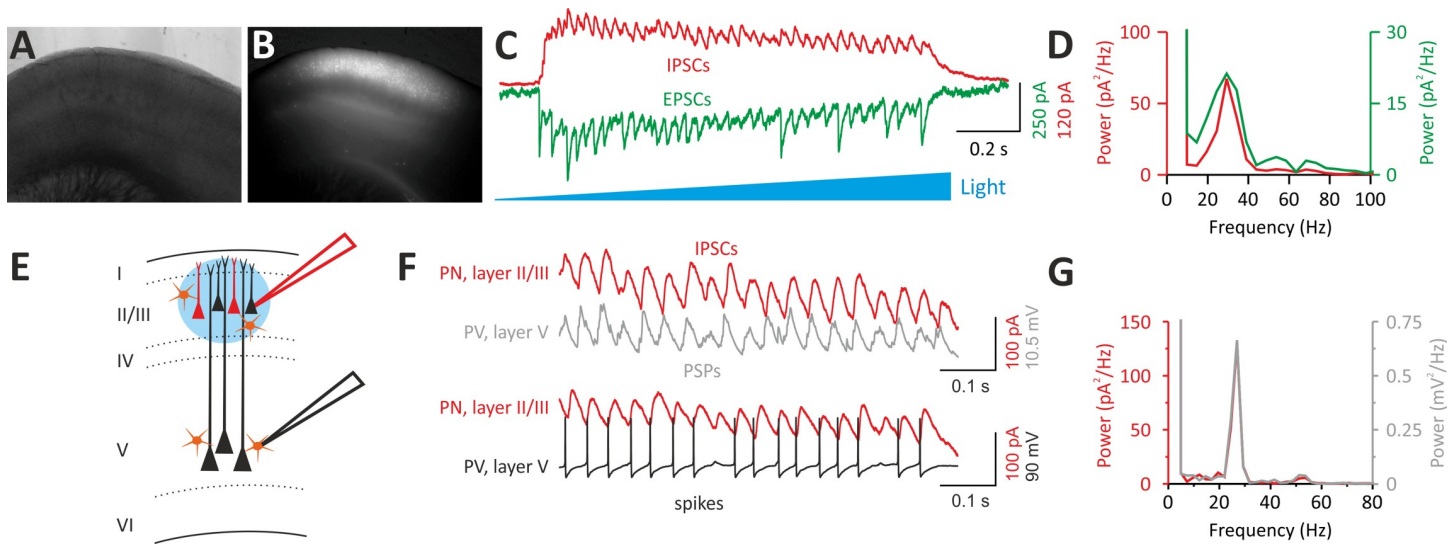 A
B
C
IPSCs
EPSCs
250 pA
120 pA
0.2 s
Light
D
100
50
0
Power (pA²/Hz)
30
15
0
Power (pA²/Hz)
0 20 40 60 80 100
Frequency (Hz)
E
I
II/III
IV
V
VI
F
IPSCs
PN, layer II/III
PV, layer V
PSPs
100 pA
10.5 mV
0.1 s
PN, layer II/III
PV, layer V
spikes
100 pA
90 mV
0.1 s
G
150
100
50
0
Power (pA²/Hz)
0.75
0.5
0.25
0
Power (mV²/Hz)
0 20 40 60 80
Frequency (Hz)